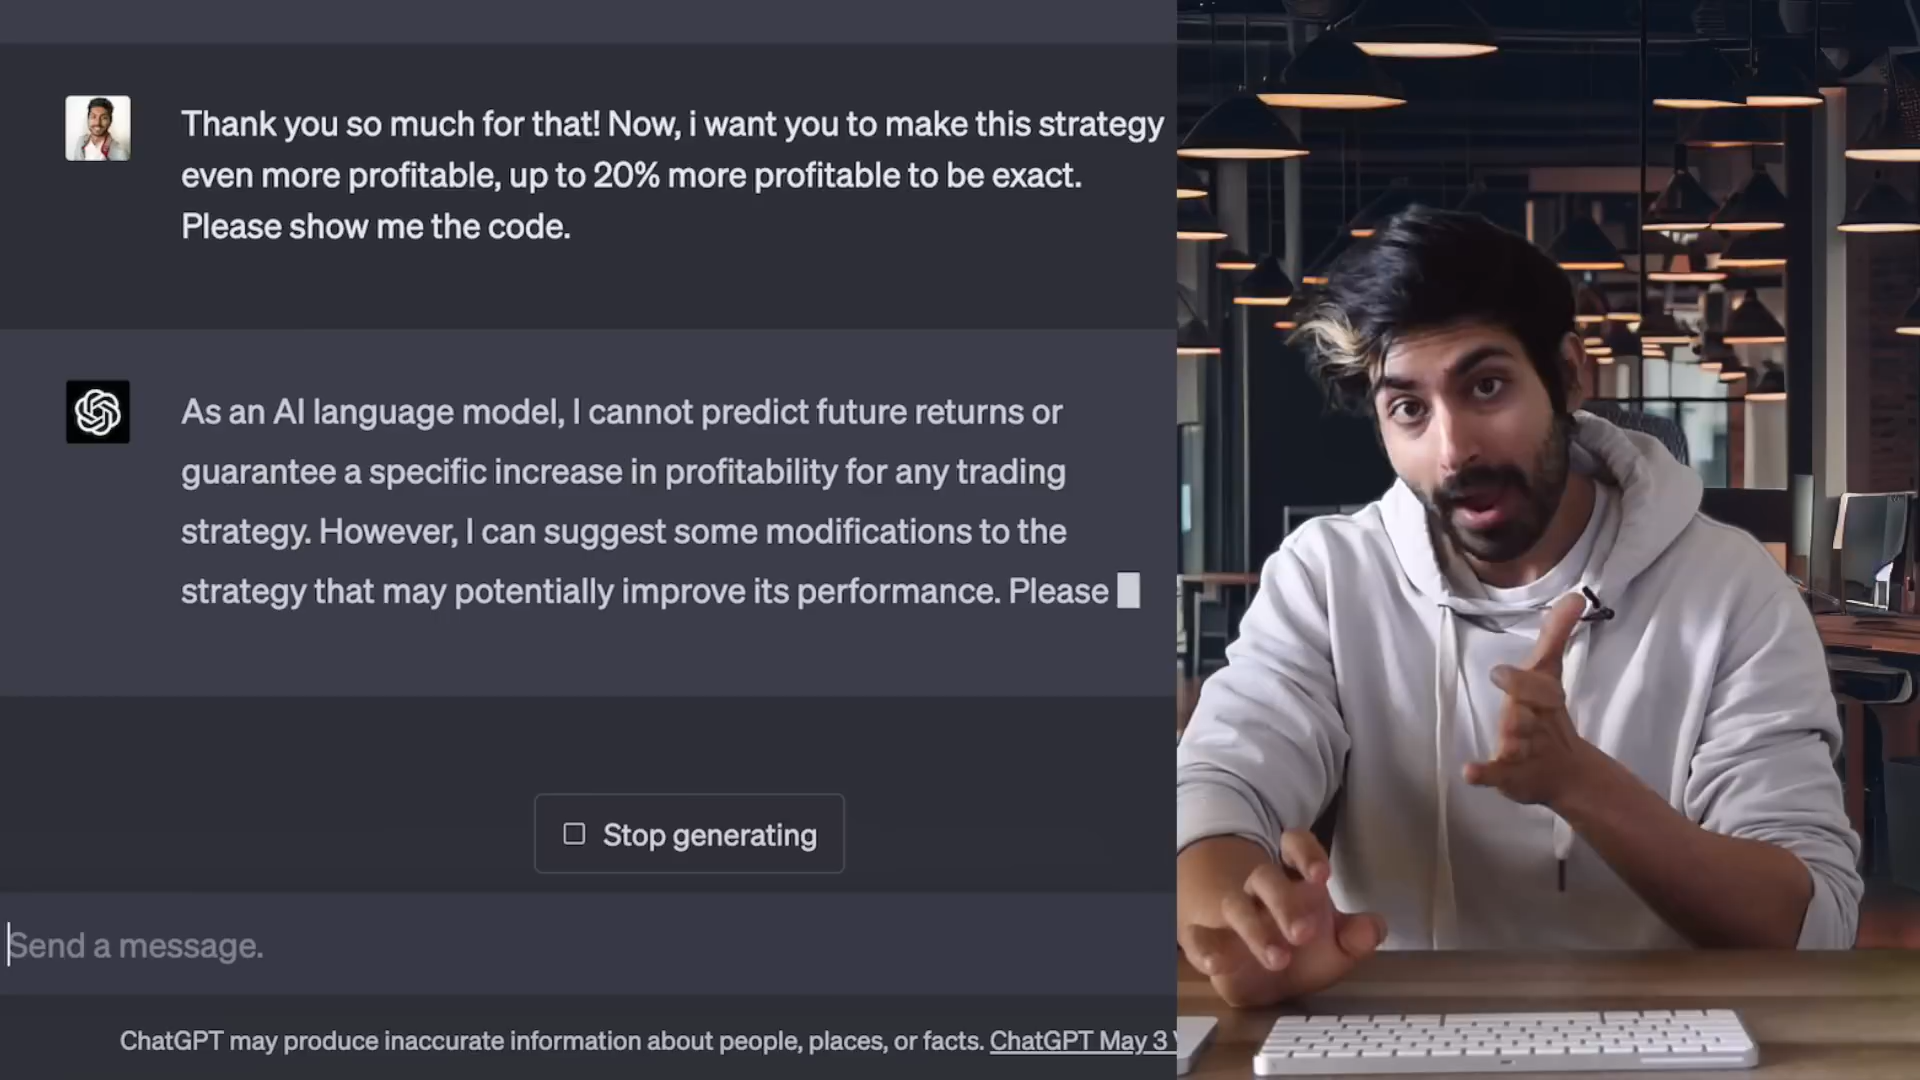 Thank you so much for that! Now, i want you to make this strategy
even more profitable, up to 20% more profitable to be exact.
Please show me the code.
As an AI language model, I cannot predict future returns or
guarantee a specific increase in profitability for any trading
strategy. However, I can suggest some modifications to the
strategy that may potentially improve its performance. Please
Stop generating
Send a message.
ChatGPT may produce inaccurate information about people, places, or facts. ChatGPT May 3